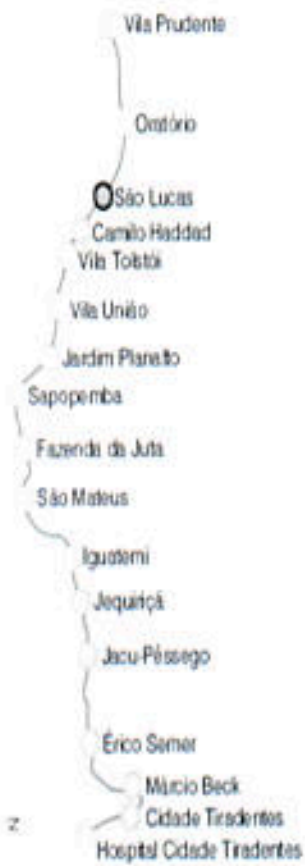 Vila Prudente
Oratório
São Lucas
Camilo Haddad
Vila Tolstói
Vila União
Jardim Planalto
Sapopemba
Fazenda da Juta
São Mateus
Iguatemi
Jequiriçá
Jacu-Pêssego
Érico Semer
Márcio Beck
Cidade Tiradentes
Hospital Cidade Tiradentes
z